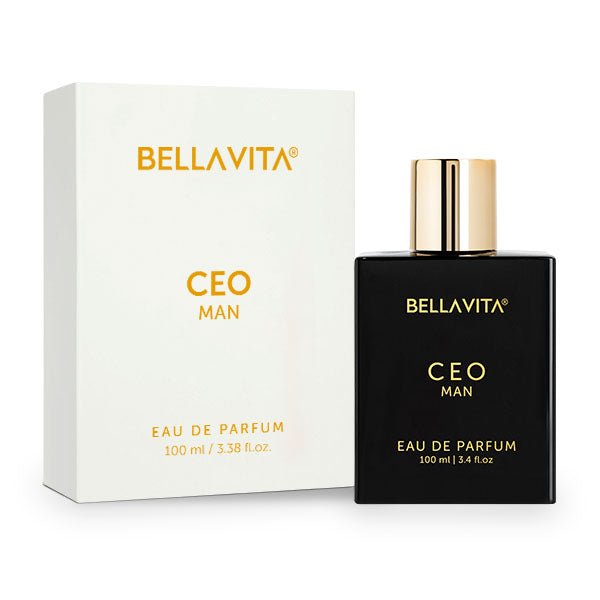 BELLAVITA®
CEO
MAN
EAU DE PARFUM
100 ml / 3.38 fl.oz.
BELLAVITA®
CEO
MAN
EAU DE PARFUM
100 ml | 3.4 fl.oz